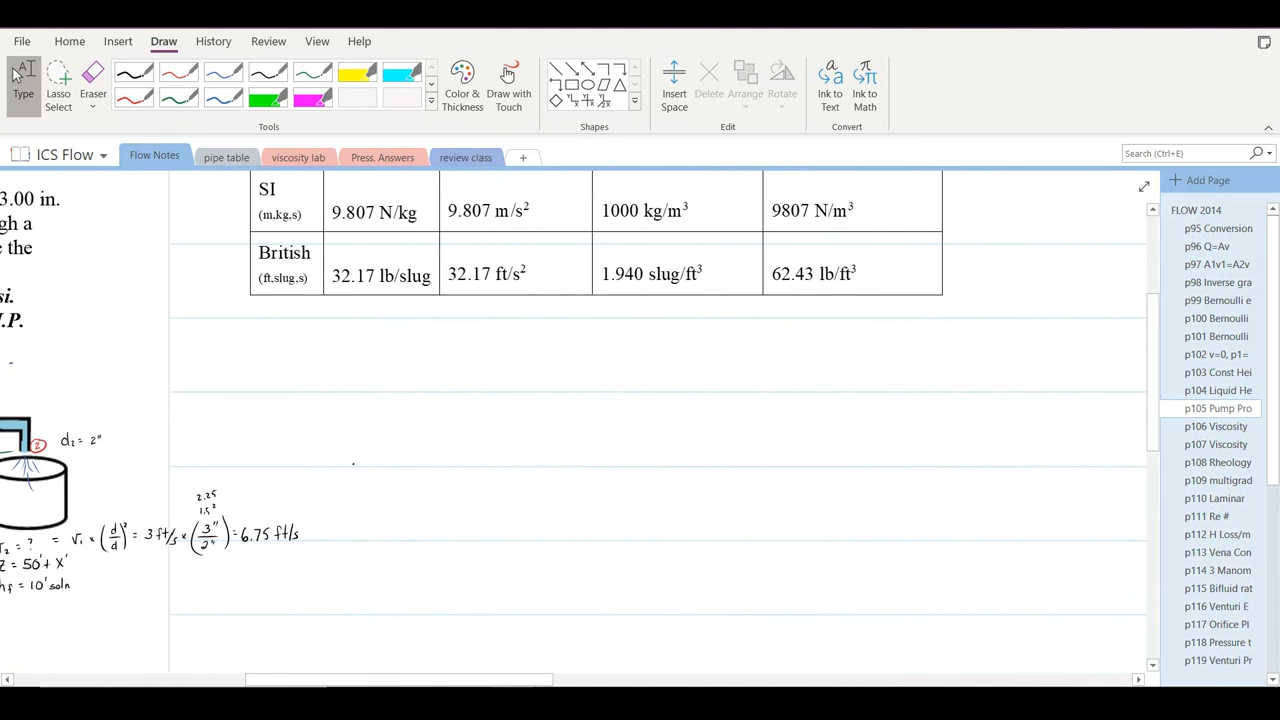 File Home Insert Draw History Review View Help
Type Lasso Select Eraser Color & Thickness Draw with Touch Insert Space Delete Arrange Rotate Ink to Text Ink to Math
Tools Shapes Edit Convert
ICS Flow Flow Notes pipe table viscosity lab Press. Answers review class + Search (Ctrl+E)
Add Page
FLOW 2014
p95 Conversion
p96 Q=Av
p97 A1v1=A2v
p98 Inverse gra
p99 Bernoulli e
p100 Bernoulli
p101 Bernoulli
p102 v=0, p1=
p103 Const Hei
p104 Liquid He
p105 Pump Pro
p106 Viscosity
p107 Viscosity
p108 Rheology
p109 multigrad
p110 Laminar
p111 Re #
p112 H Loss/m
p113 Vena Con
p114 3 Manom
p115 Bifluid rat
p116 Venturi E
p117 Orifice Pl
p118 Pressure t
p119 Venturi Pr
3.00 in.
gh a
e the
si.
I.P.
SI (m,kg,s) 9.807 N/kg 9.807 m/s² 1000 kg/m³ 9807 N/m³
British (ft,slug,s) 32.17 lb/slug 32.17 ft/s² 1.940 slug/ft³ 62.43 lb/ft³
2 d₂ = 2"
2.25
1.5²
v₂ = ? = v₁ × (d/d)² = 3 ft/s × (3"/2") = 6.75 ft/s
z = 50' + x'
hf = 10' soln